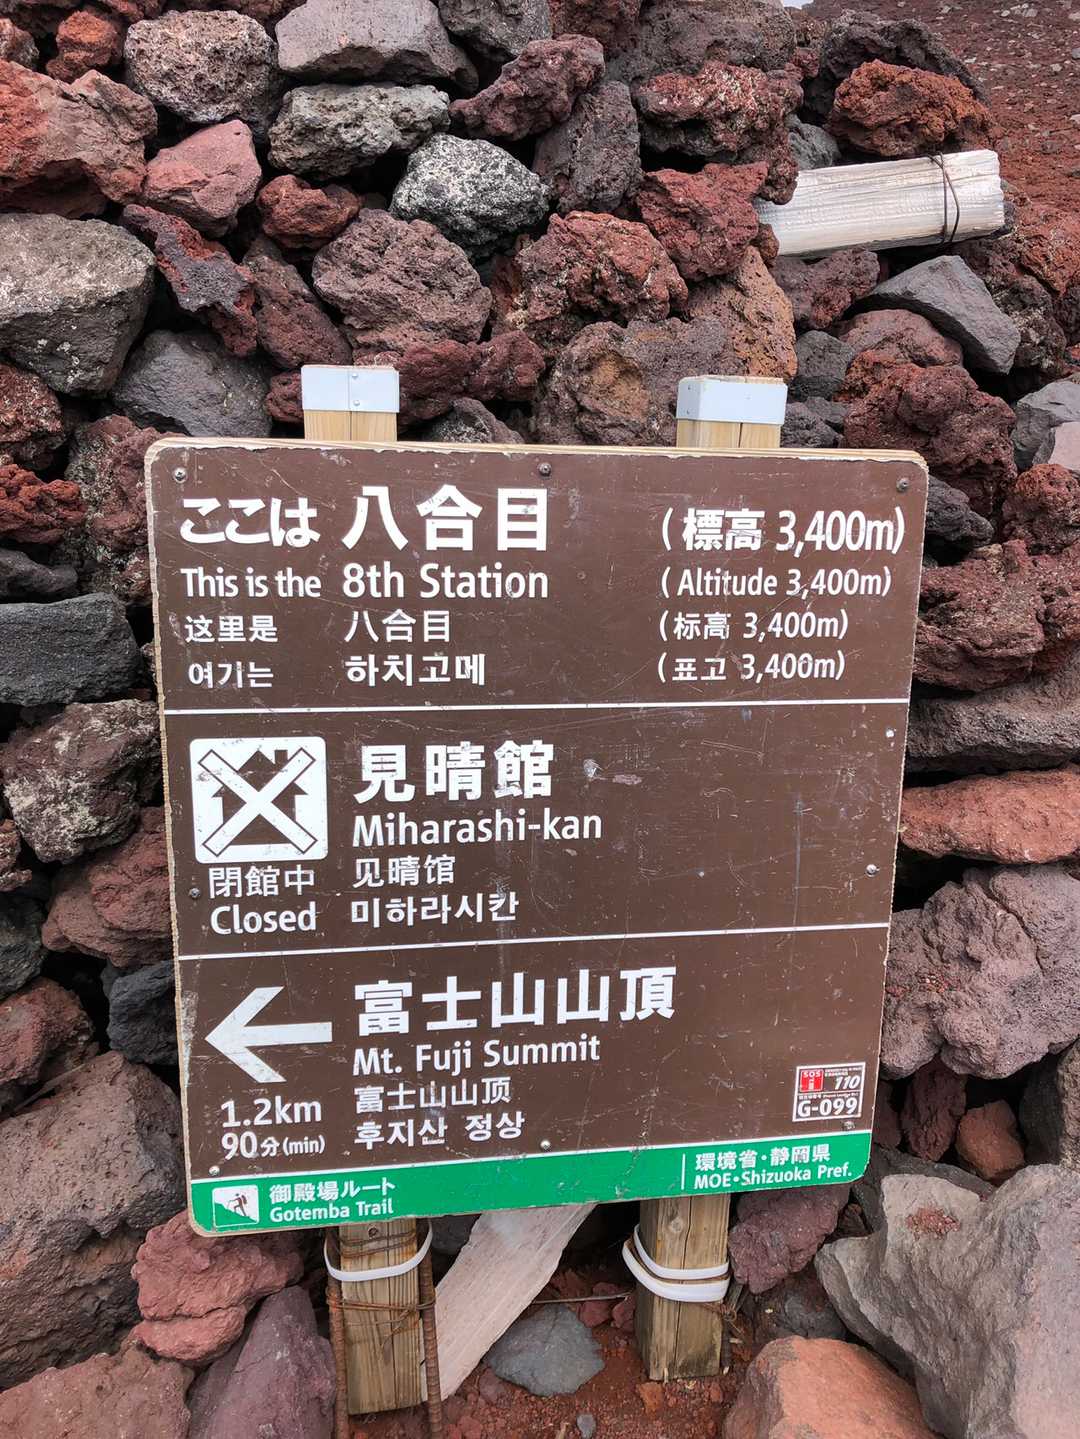 ここは 八合目 (標高 3,400m)
This is the 8th Station (Altitude 3,400m)
这里是 八合目 (标高 3,400m)
여기는 하치고메 (표고 3,400m)
見晴館
Miharashi-kan
见晴馆
미하라시칸
閉館中
Closed
富士山山頂
Mt. Fuji Summit
富士山山顶
후지산 정상
1.2km
90分(min)
SOS 110
G-099
御殿場ルート
Gotemba Trail
環境省・静岡県
MOE・Shizuoka Pref.